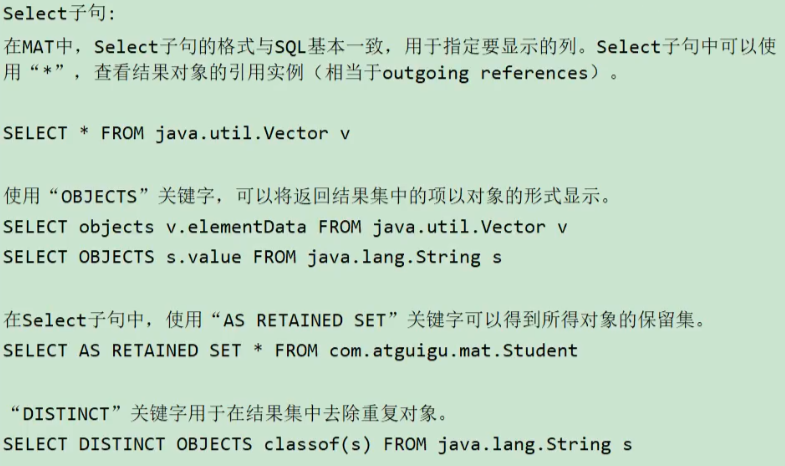 Select子句:
在MAT中，Select子句的格式与SQL基本一致，用于指定要显示的列。Select子句中可以使
用“*”，查看结果对象的引用实例（相当于outgoing references）。
SELECT * FROM java.util.Vector v
使用“OBJECTS”关键字，可以将返回结果集中的项以对象的形式显示。
SELECT objects v.elementData FROM java.util.Vector v
SELECT OBJECTS s.value FROM java.lang.String s
在Select子句中，使用“AS RETAINED SET”关键字可以得到所得对象的保留集。
SELECT AS RETAINED SET * FROM com.atguigu.mat.Student
“DISTINCT”关键字用于在结果集中去除重复对象。
SELECT DISTINCT OBJECTS classof(s) FROM java.lang.String s